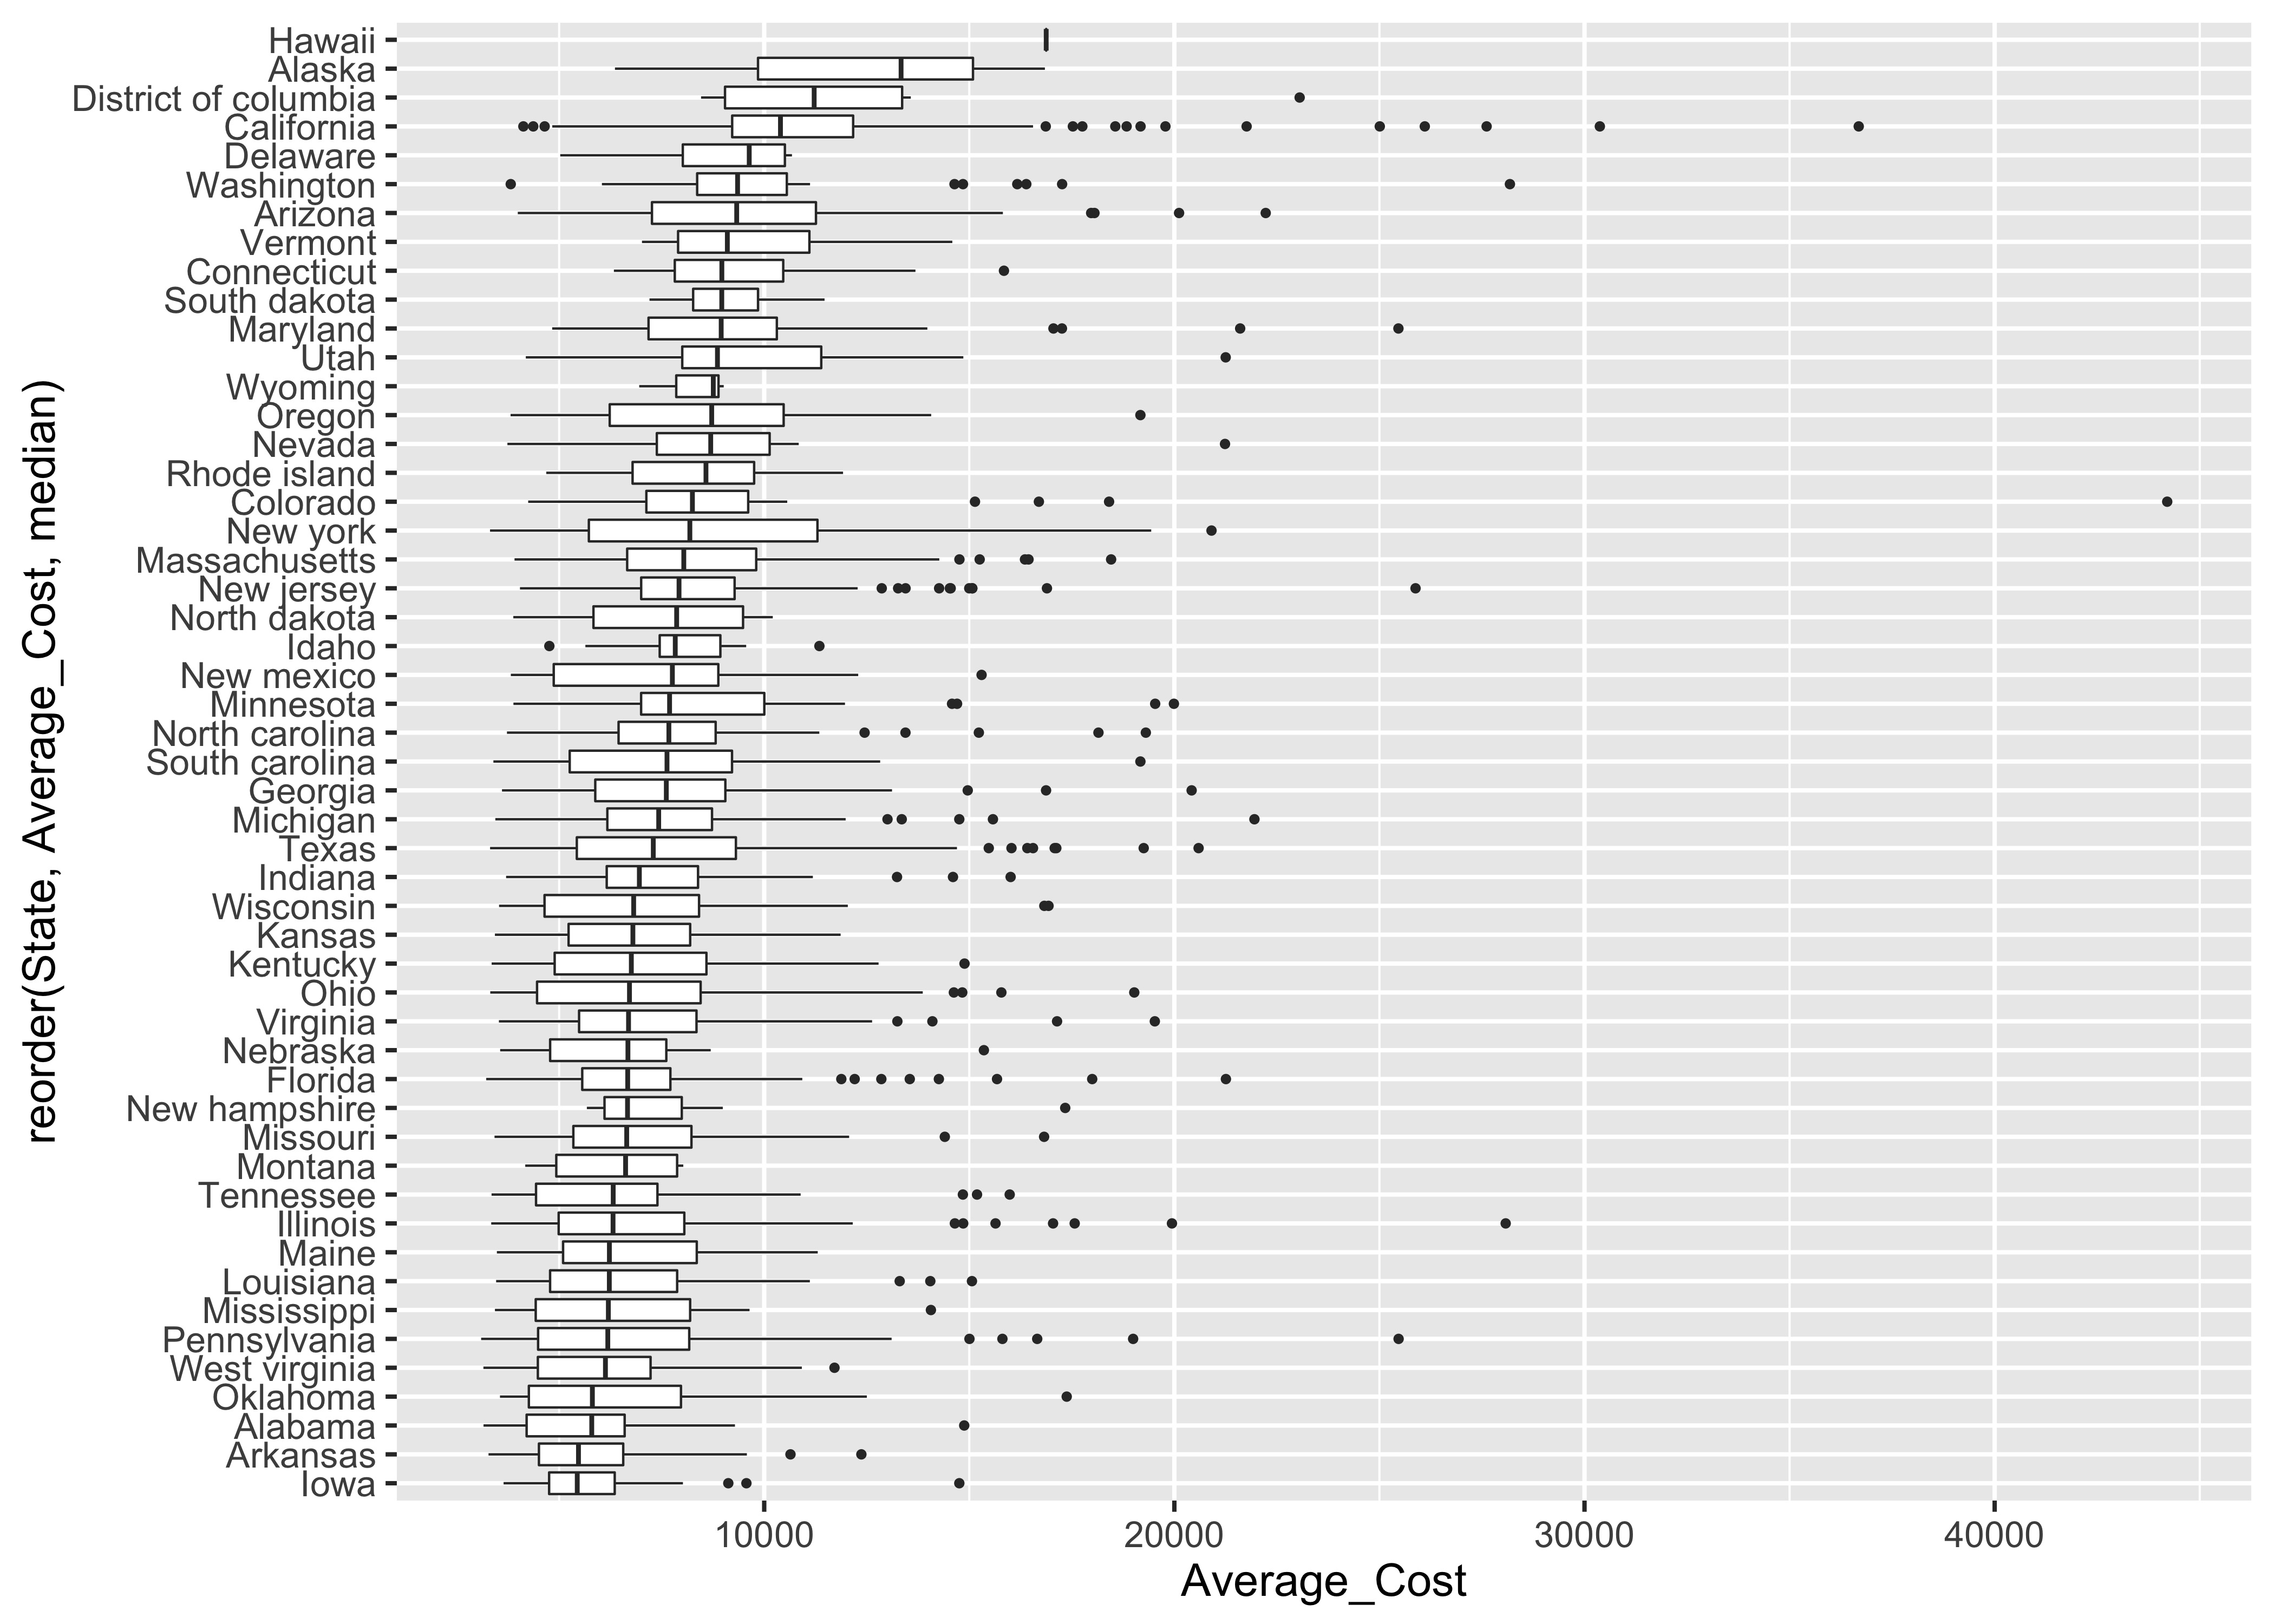 reorder(State, Average_Cost, median)
Hawaii
Alaska
District of columbia
California
Delaware
Washington
Arizona
Vermont
Connecticut
South dakota
Maryland
Utah
Wyoming
Oregon
Nevada
Rhode island
Colorado
New york
Massachusetts
New jersey
North dakota
Idaho
New mexico
Minnesota
North carolina
South carolina
Georgia
Michigan
Texas
Indiana
Wisconsin
Kansas
Kentucky
Ohio
Virginia
Nebraska
Florida
New hampshire
Missouri
Montana
Tennessee
Illinois
Maine
Louisiana
Mississippi
Pennsylvania
West virginia
Oklahoma
Alabama
Arkansas
Iowa
10000 20000 30000 40000
Average_Cost